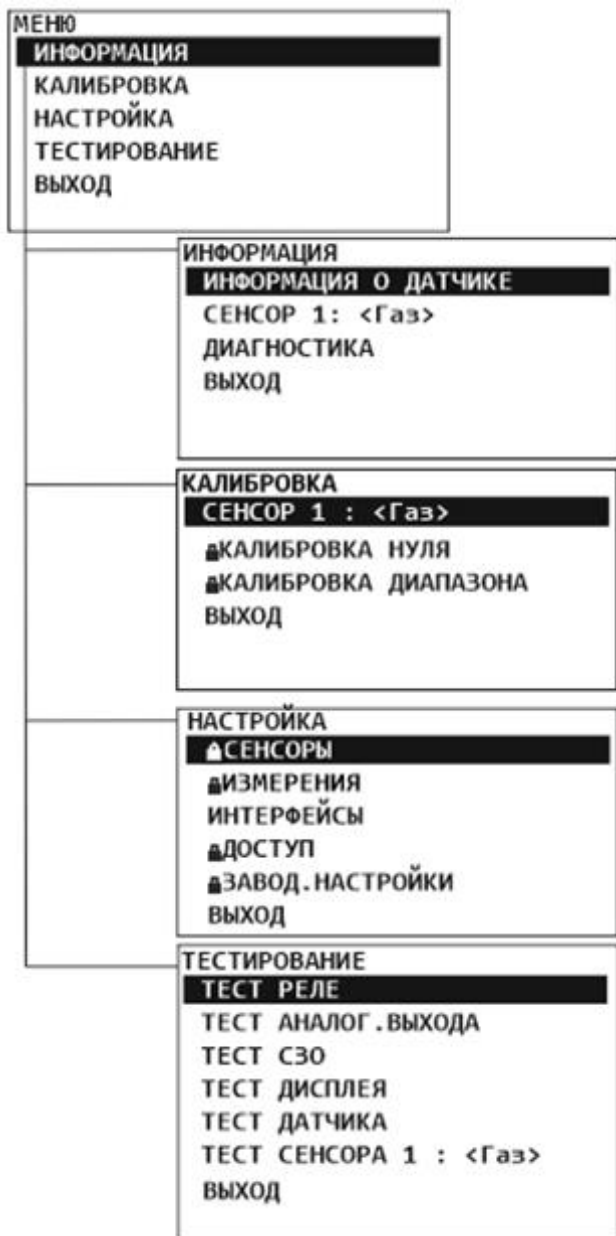 МЕНЮ
ИНФОРМАЦИЯ
КАЛИБРОВКА
НАСТРОЙКА
ТЕСТИРОВАНИЕ
ВЫХОД
ИНФОРМАЦИЯ
ИНФОРМАЦИЯ О ДАТЧИКЕ
СЕНСОР 1: <Газ>
ДИАГНОСТИКА
ВЫХОД
КАЛИБРОВКА
СЕНСОР 1 : <Газ>
КАЛИБРОВКА НУЛЯ
КАЛИБРОВКА ДИАПАЗОНА
ВЫХОД
НАСТРОЙКА
СЕНСОРЫ
ИЗМЕРЕНИЯ
ИНТЕРФЕЙСЫ
ДОСТУП
ЗАВОД.НАСТРОЙКИ
ВЫХОД
ТЕСТИРОВАНИЕ
ТЕСТ РЕЛЕ
ТЕСТ АНАЛОГ.ВЫХОДА
ТЕСТ СЗО
ТЕСТ ДИСПЛЕЯ
ТЕСТ ДАТЧИКА
ТЕСТ СЕНСОРА 1 : <Газ>
ВЫХОД